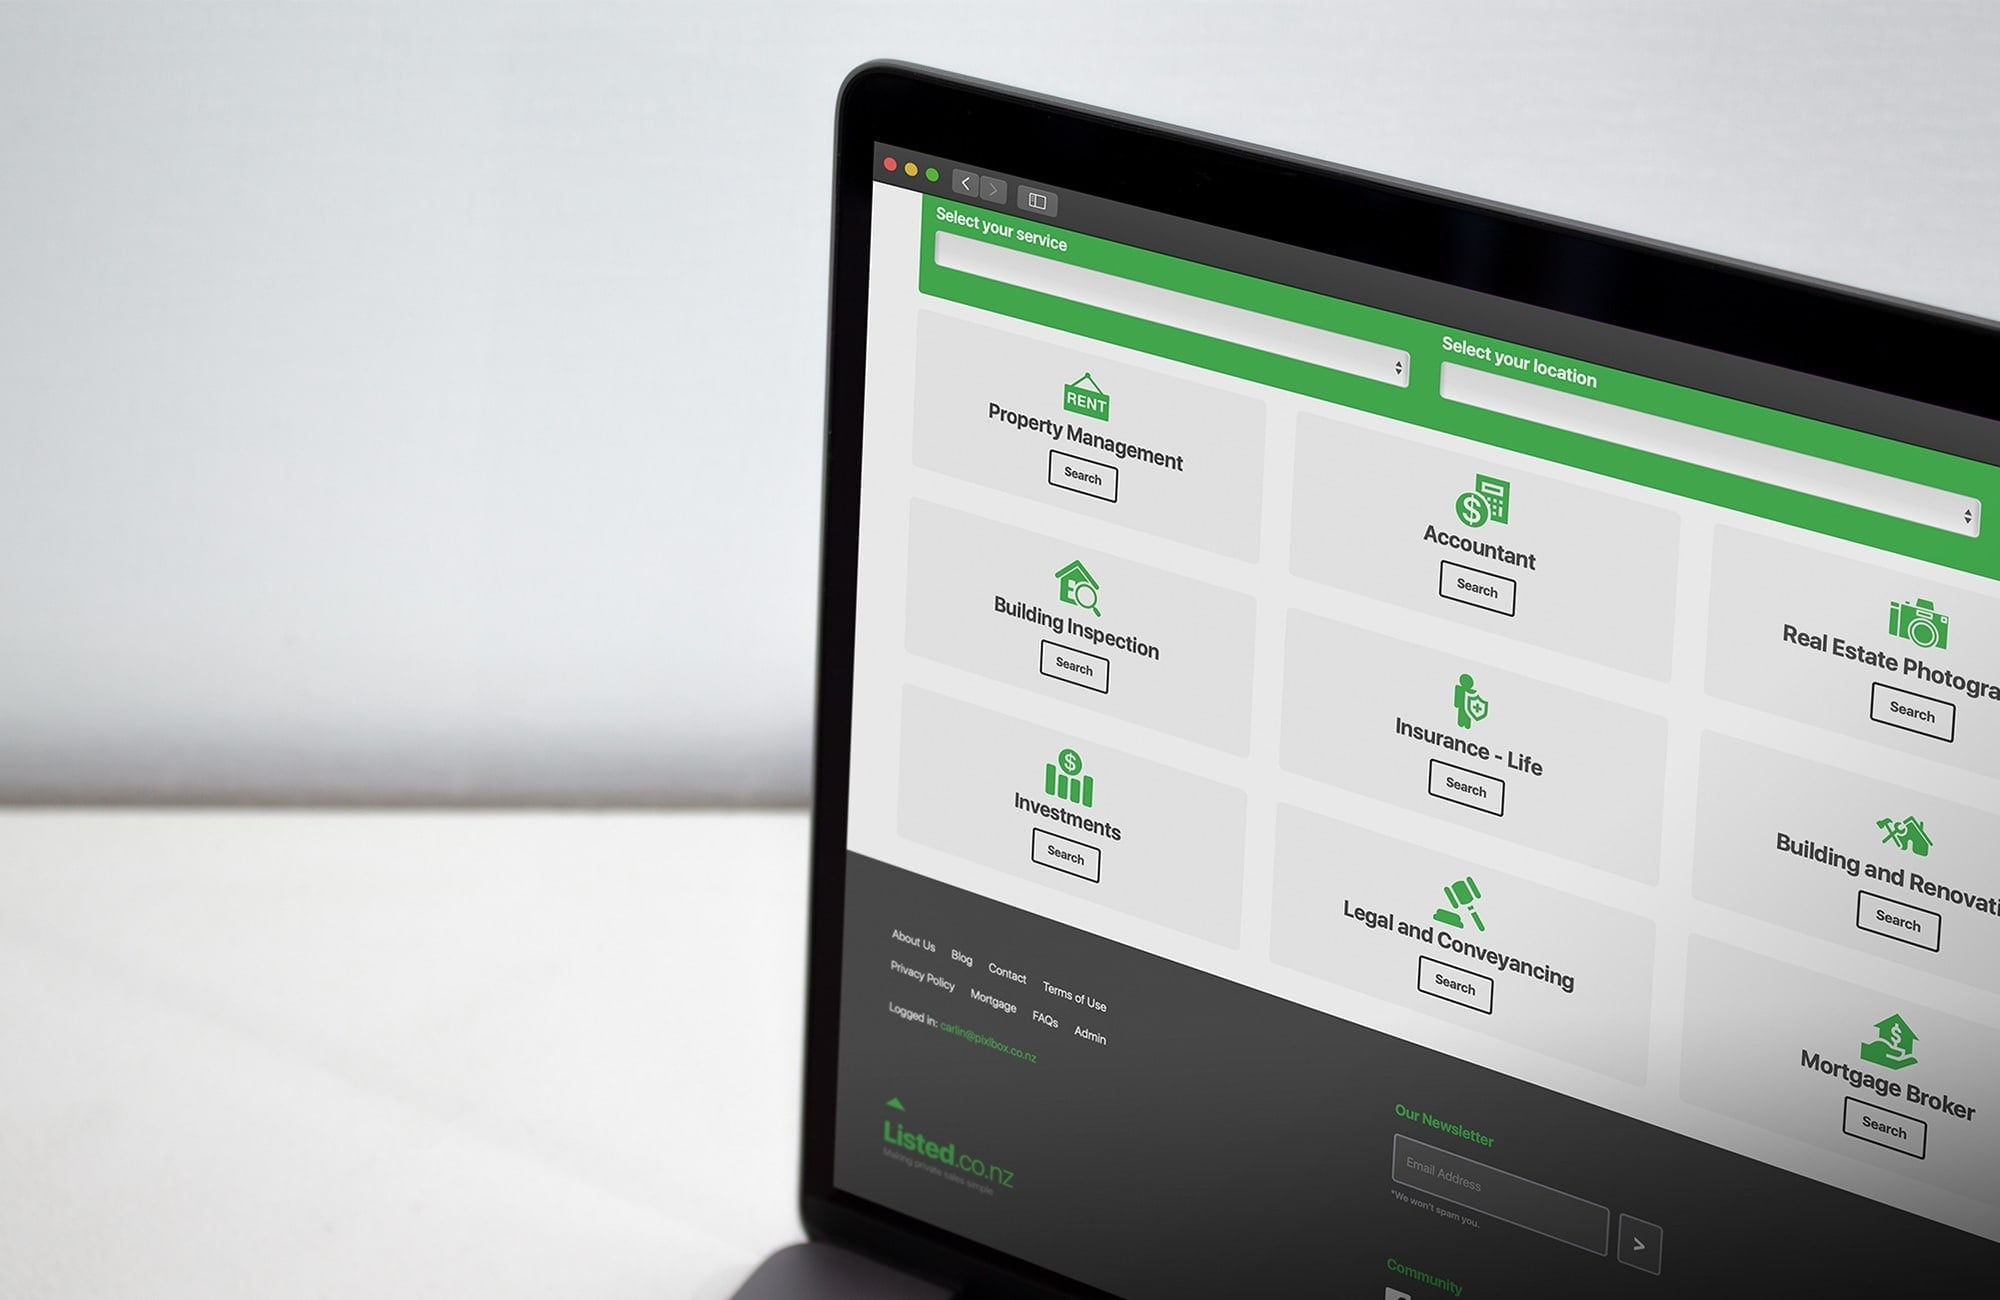 Select your service
Select your location
RENT
Property Management
Search
Accountant
Search
Real Estate Photogra
Search
Building Inspection
Search
Insurance - Life
Search
Building and Renovati
Search
Investments
Search
Legal and Conveyancing
Search
Mortgage Broker
Search
About Us Blog Contact Terms of Use
Privacy Policy Mortgage FAQs Admin
Logged in: carlin@pixlbox.co.nz
Listed.co.nz
Making private sales simple
Our Newsletter
Email Address
*We won't spam you.
Community